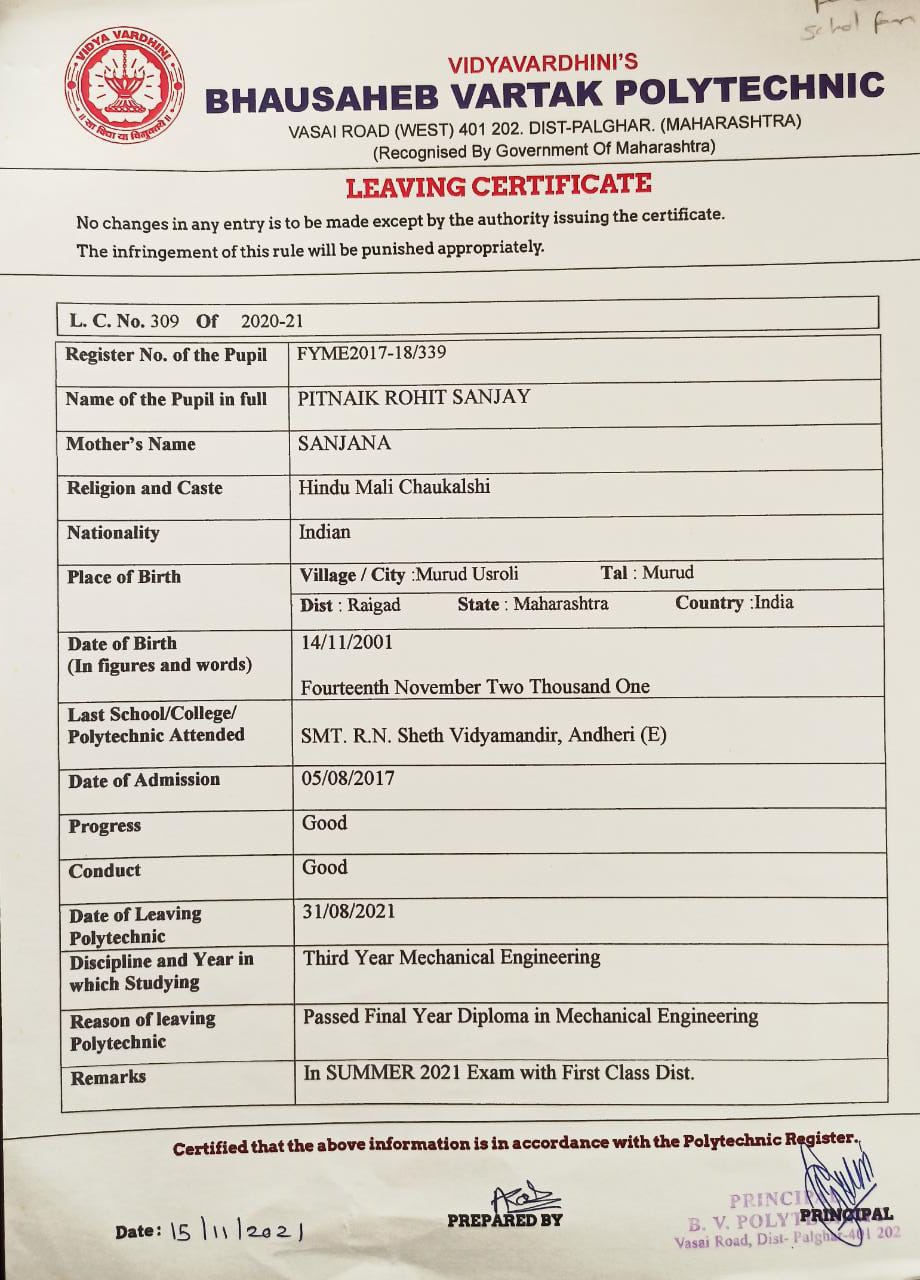 school from
VIDYA VARDHINI
॥ सा विद्या या विमुक्तये ॥
VIDYAVARDHINI'S
BHAUSAHEB VARTAK POLYTECHNIC
VASAI ROAD (WEST) 401 202. DIST-PALGHAR. (MAHARASHTRA)
(Recognised By Government Of Maharashtra)
LEAVING CERTIFICATE
No changes in any entry is to be made except by the authority issuing the certificate.
The infringement of this rule will be punished appropriately.
L. C. No. 309 Of 2020-21
Register No. of the Pupil FYME2017-18/339
Name of the Pupil in full PITNAIK ROHIT SANJAY
Mother's Name SANJANA
Religion and Caste Hindu Mali Chaukalshi
Nationality Indian
Place of Birth Village / City :Murud Usroli Tal : Murud
Dist : Raigad State : Maharashtra Country :India
Date of Birth 14/11/2001
(In figures and words)
Fourteenth November Two Thousand One
Last School/College/
Polytechnic Attended SMT. R.N. Sheth Vidyamandir, Andheri (E)
Date of Admission 05/08/2017
Progress Good
Conduct Good
Date of Leaving 31/08/2021
Polytechnic
Discipline and Year in Third Year Mechanical Engineering
which Studying
Reason of leaving Passed Final Year Diploma in Mechanical Engineering
Polytechnic
Remarks In SUMMER 2021 Exam with First Class Dist.
Certified that the above information is in accordance with the Polytechnic Register.
Date: 15/11/2021
PREPARED BY
PRINCIPAL
PRINCIPAL
B. V. POLYTECHNIC
Vasai Road, Dist- Palghar-401 202